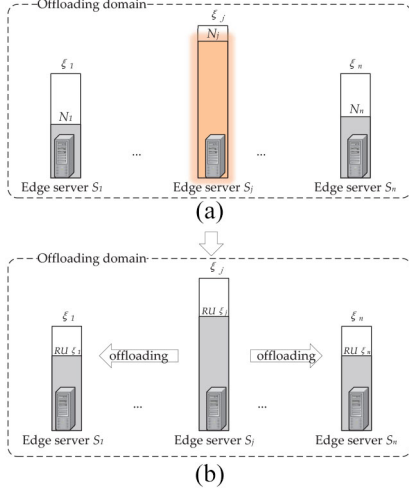 Offloading domain
ξ j
N j
ξ 1
N1
ξ n
Nn
... ...
Edge server S1 Edge server Sj Edge server Sn
(a)
Offloading domain
ξ j
RU ξ j
ξ 1
RU ξ 1
ξ n
RU ξ n
offloading offloading
... ...
Edge server S1 Edge server Sj Edge server Sn
(b)